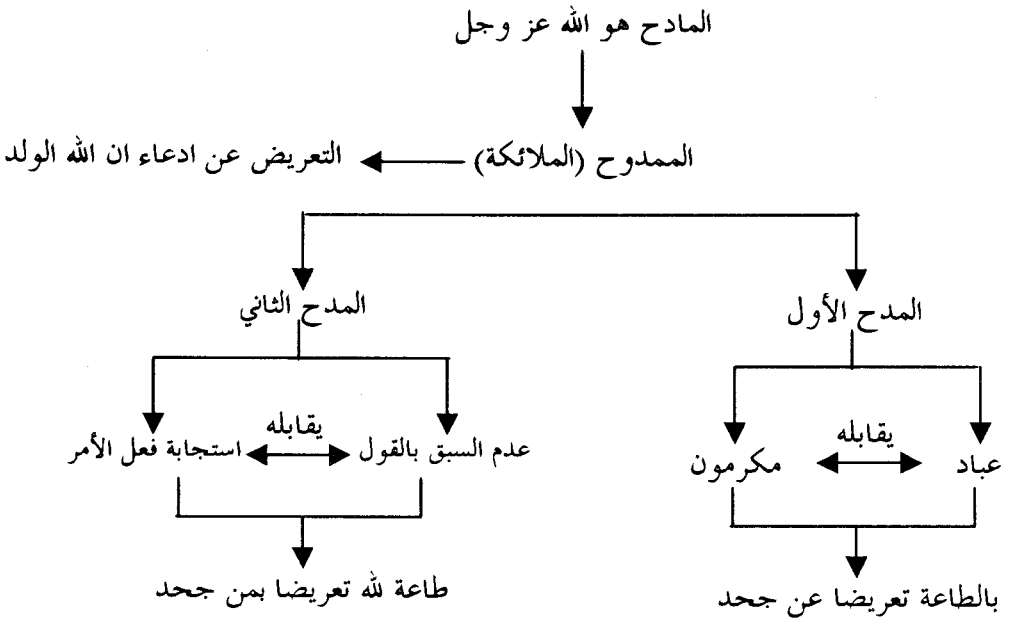 المادح هو الله عز وجل
الممدوح (الملائكة)
التعريض عن ادعاء ان الله الولد
المدح الأول
المدح الثاني
عباد
يقابله
مكرمون
عدم السبق بالقول
يقابله
استجابة فعل الأمر
بالطاعة تعريضا عن جحد
طاعة لله تعريضا بمن جحد